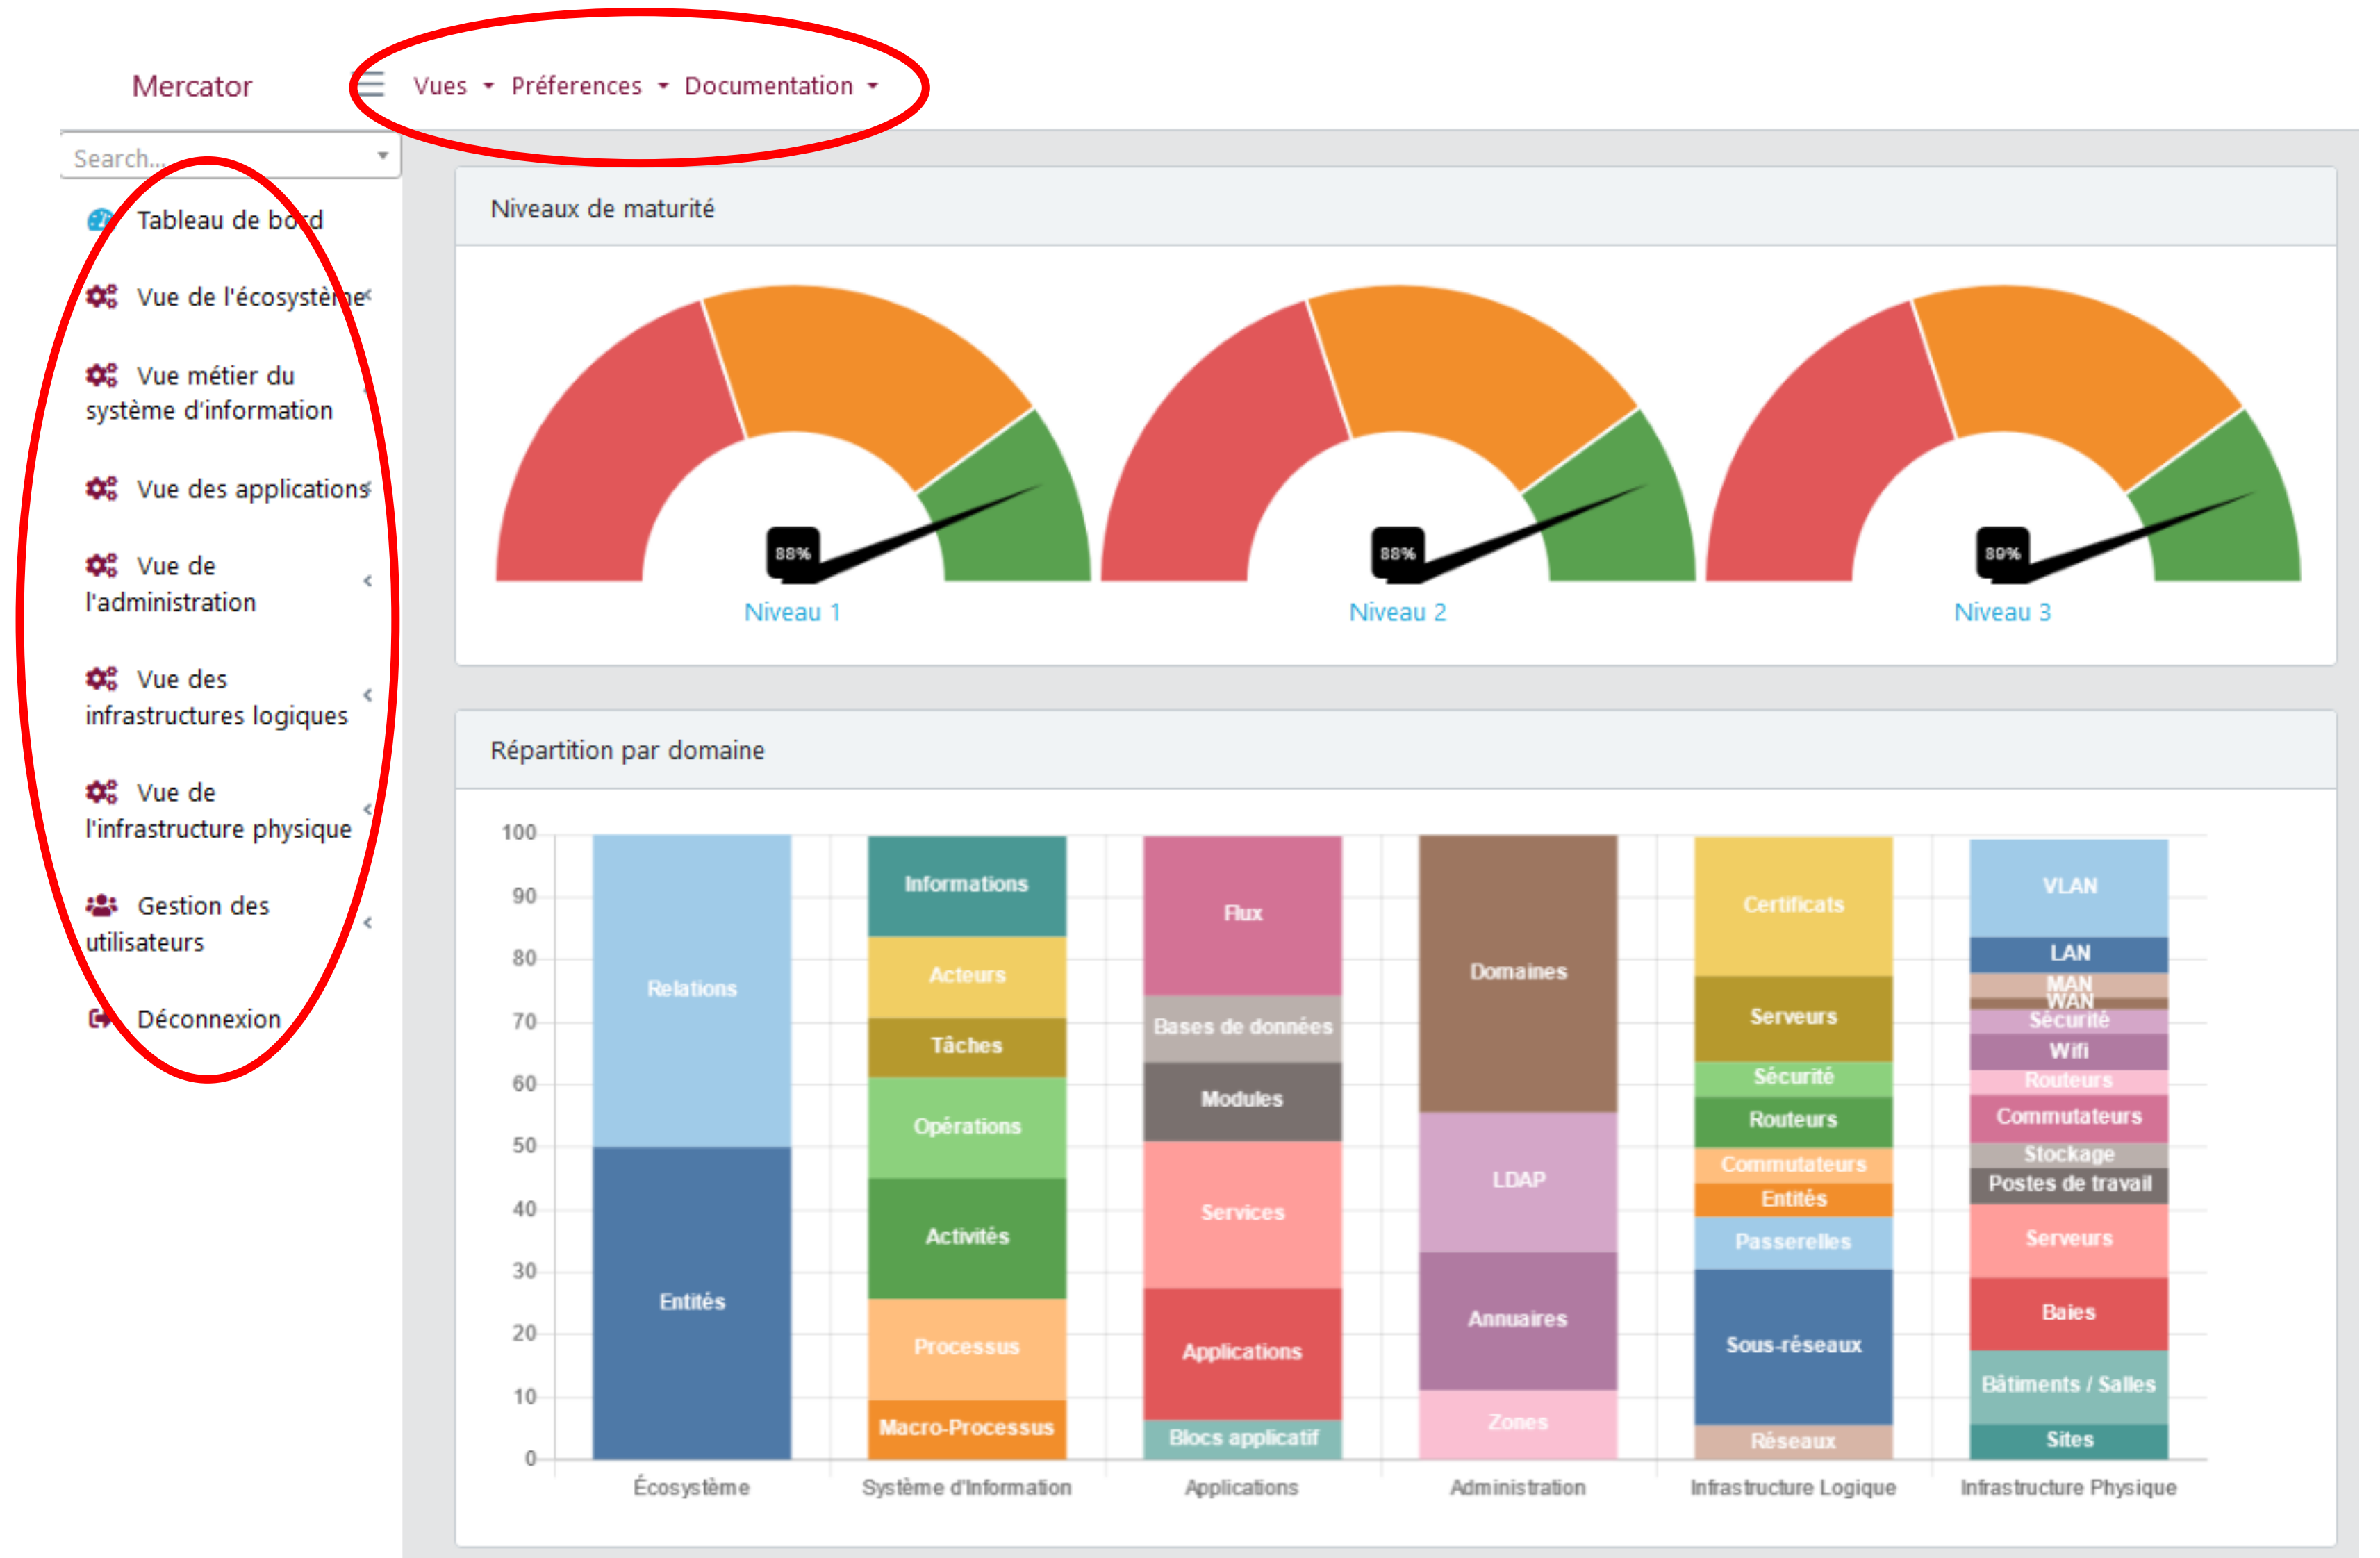 Mercator
Vues Préferences Documentation
Search...
Tableau de bord
Vue de l'écosystème
Vue métier du
système d'information
Vue des applications
Vue de
l'administration
Vue des
infrastructures logiques
Vue de
l'infrastructure physique
Gestion des
utilisateurs
Déconnexion
Niveaux de maturité
88%
Niveau 1
88%
Niveau 2
89%
Niveau 3
Répartition par domaine
100
90
80
70
60
50
40
30
20
10
0
Relations
Entités
Écosystème
Informations
Acteurs
Tâches
Opérations
Activités
Processus
Macro-Processus
Système d'Information
Flux
Bases de données
Modules
Services
Applications
Blocs applicatif
Applications
Domaines
LDAP
Annuaires
Zones
Administration
Certificats
Serveurs
Sécurité
Routeurs
Commutateurs
Entités
Passerelles
Sous-réseaux
Réseaux
Infrastructure Logique
VLAN
LAN
MAN
WAN
Sécurité
Wifi
Routeurs
Commutateurs
Stockage
Postes de travail
Serveurs
Baies
Bâtiments / Salles
Sites
Infrastructure Physique